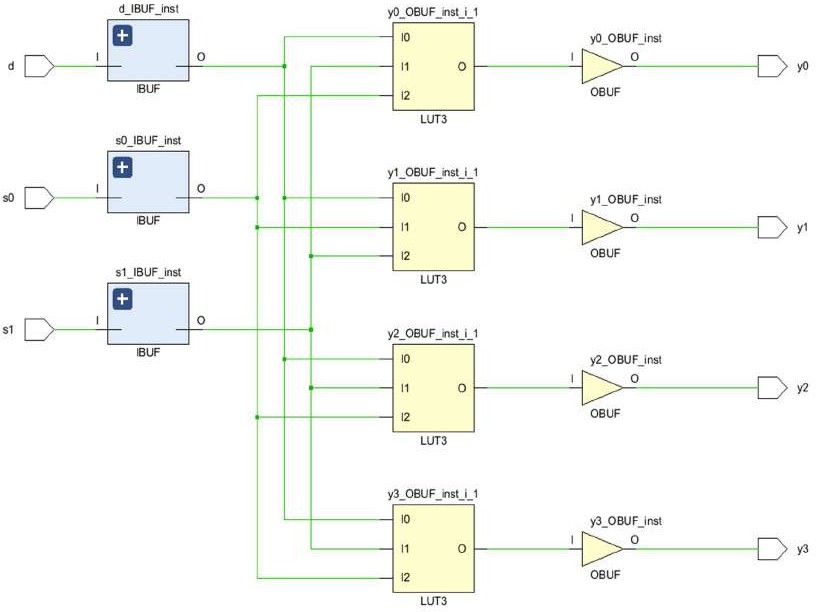 d_IBUF_inst
d
I
O
IBUF
s0_IBUF_inst
s0
I
O
IBUF
s1_IBUF_inst
s1
I
O
IBUF
y0_OBUF_inst_i_1
I0
I1
O
I2
LUT3
y0_OBUF_inst
I
O
OBUF
y0
y1_OBUF_inst_i_1
I0
I1
O
I2
LUT3
y1_OBUF_inst
I
O
OBUF
y1
y2_OBUF_inst_i_1
I0
I1
O
I2
LUT3
y2_OBUF_inst
I
O
OBUF
y2
y3_OBUF_inst_i_1
I0
I1
O
I2
LUT3
y3_OBUF_inst
I
O
OBUF
y3